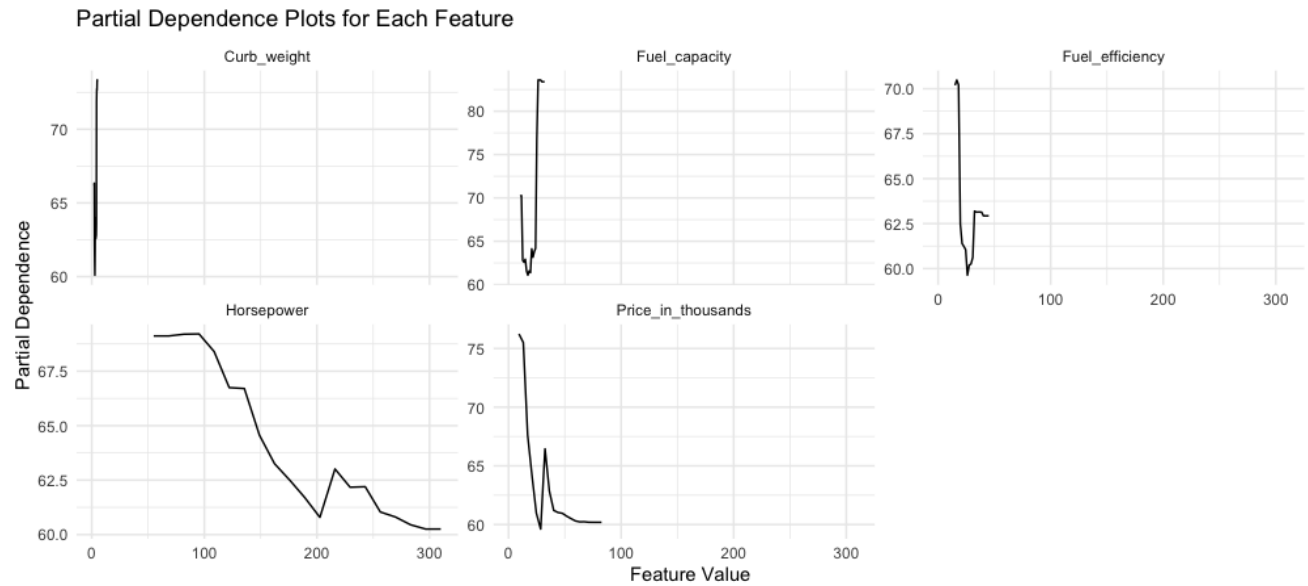 Partial Dependence Plots for Each Feature
Curb_weight
Fuel_capacity
Fuel_efficiency
70
65
60
80
75
70
65
60
70.0
67.5
65.0
62.5
60.0
0 100 200 300
Horsepower
Price_in_thousands
67.5
65.0
62.5
60.0
75
70
65
60
0 100 200 300
0 100 200 300
Partial Dependence
Feature Value